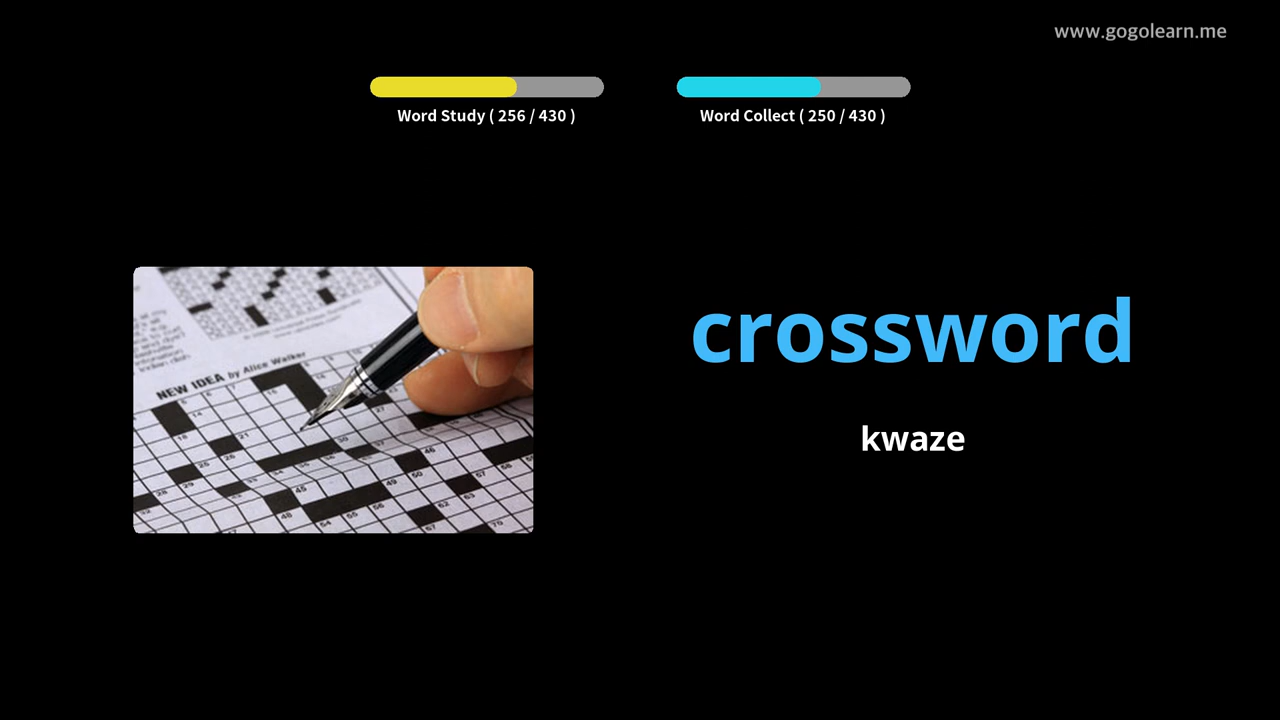 www.gogolearn.me
Word Study ( 256 / 430 )
Word Collect ( 250 / 430 )
NEW IDEA by Alice Walker
crossword
kwaze